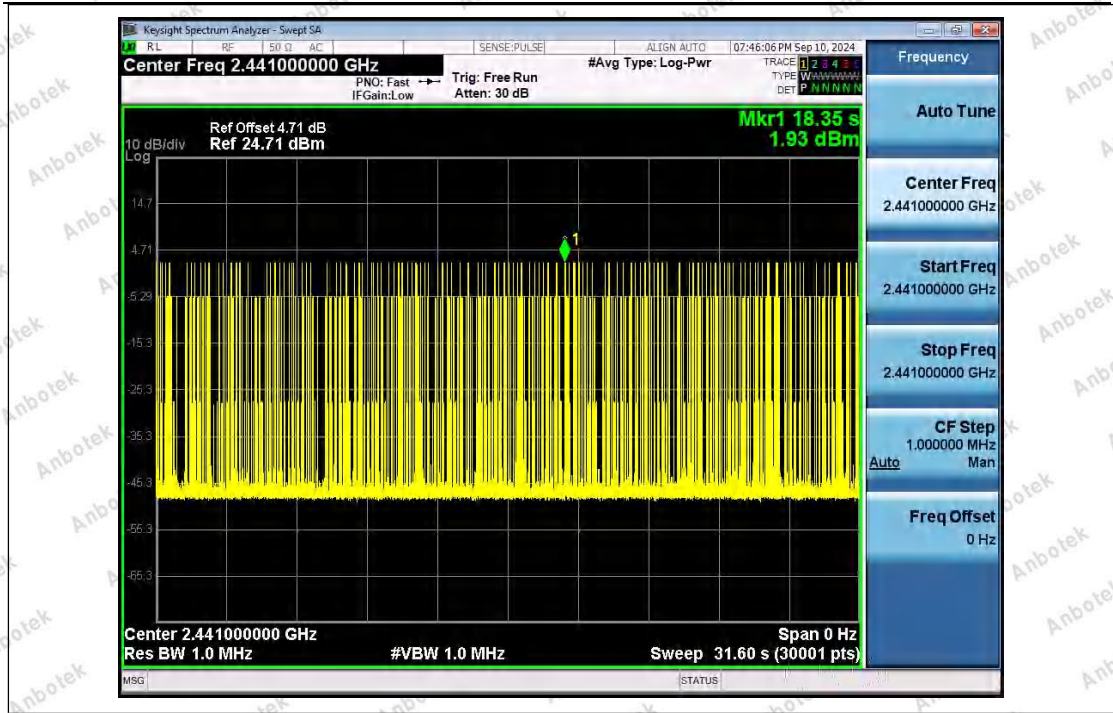 Keysight Spectrum Analyzer - Swept SA
RL RF 50 Ω AC SENSE:PULSE ALIGN AUTO 07:46:06 PM Sep 10, 2024
Center Freq 2.441000000 GHz #Avg Type: Log-Pwr TRACE 1 2 3 4 5 6
PNO: Fast Trig: Free Run TYPE W
IFGain:Low Atten: 30 dB DET P N N N N N
Mkr1 18.35 s
Ref Offset 4.71 dB
10 dB/div Ref 24.71 dBm 1.93 dBm
Log
14.7
1
4.71
-5.29
-15.3
-25.3
-35.3
-45.3
-55.3
-65.3
Center 2.441000000 GHz Span 0 Hz
Res BW 1.0 MHz #VBW 1.0 MHz Sweep 31.60 s (30001 pts)
MSG STATUS
Frequency
Auto Tune
Center Freq
2.441000000 GHz
Start Freq
2.441000000 GHz
Stop Freq
2.441000000 GHz
CF Step
1.000000 MHz
Auto Man
Freq Offset
0 Hz
Anbotek